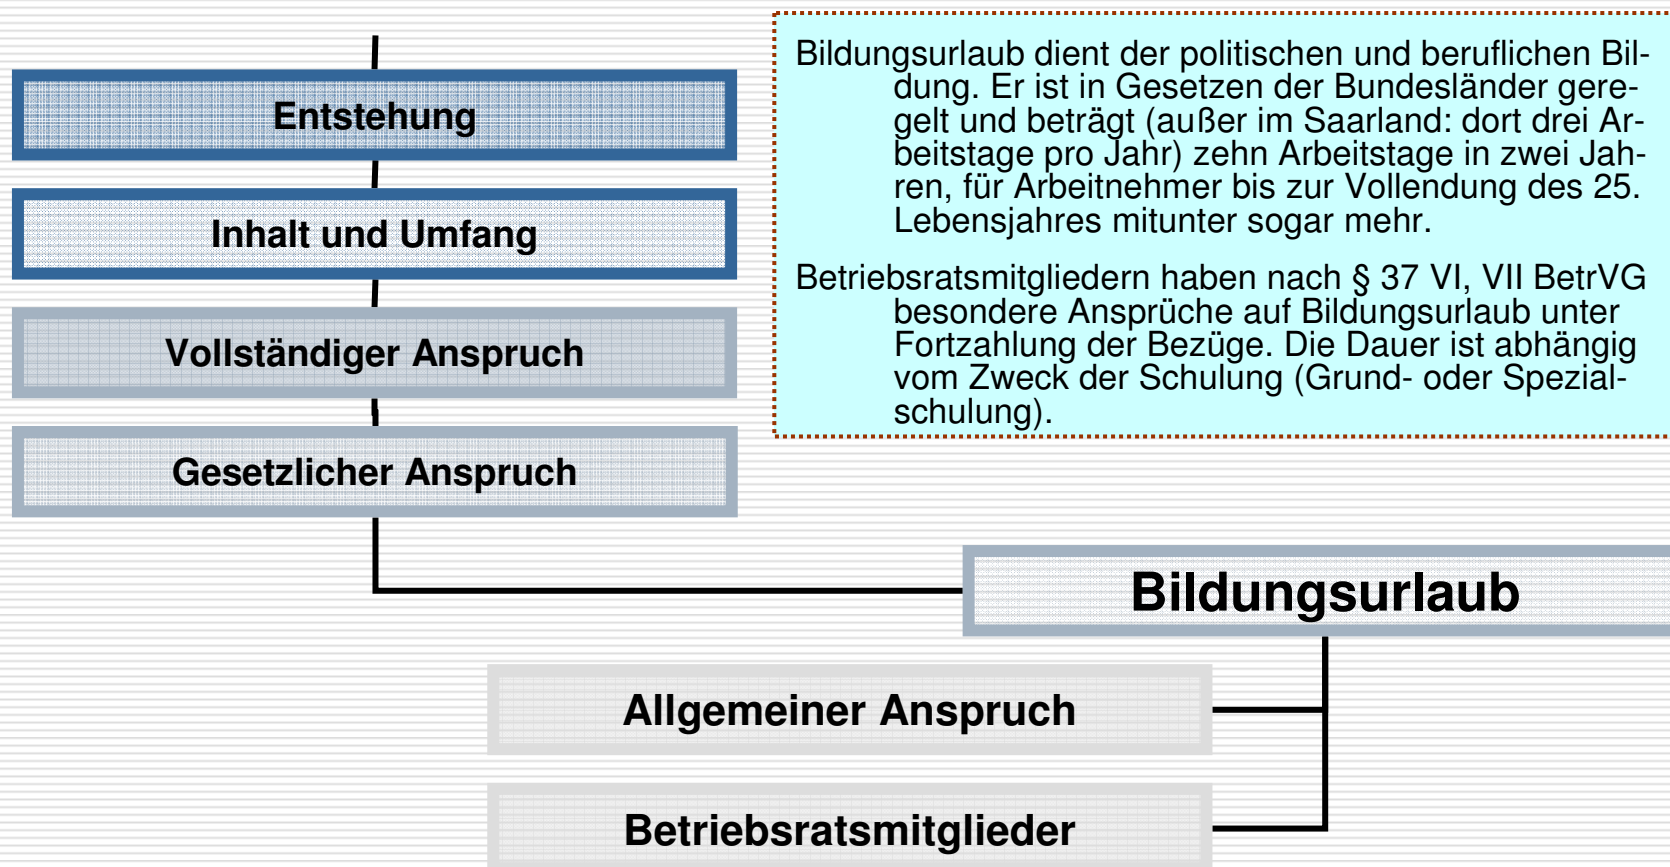 Entstehung
Inhalt und Umfang
Vollständiger Anspruch
Gesetzlicher Anspruch
Bildungsurlaub dient der politischen und beruflichen Bil-
dung. Er ist in Gesetzen der Bundesländer gere-
gelt und beträgt (außer im Saarland: dort drei Ar-
beitstage pro Jahr) zehn Arbeitstage in zwei Jah-
ren, für Arbeitnehmer bis zur Vollendung des 25.
Lebensjahres mitunter sogar mehr.
Betriebsratsmitgliedern haben nach § 37 VI, VII BetrVG
besondere Ansprüche auf Bildungsurlaub unter
Fortzahlung der Bezüge. Die Dauer ist abhängig
vom Zweck der Schulung (Grund- oder Spezial-
schulung).
Bildungsurlaub
Allgemeiner Anspruch
Betriebsratsmitglieder